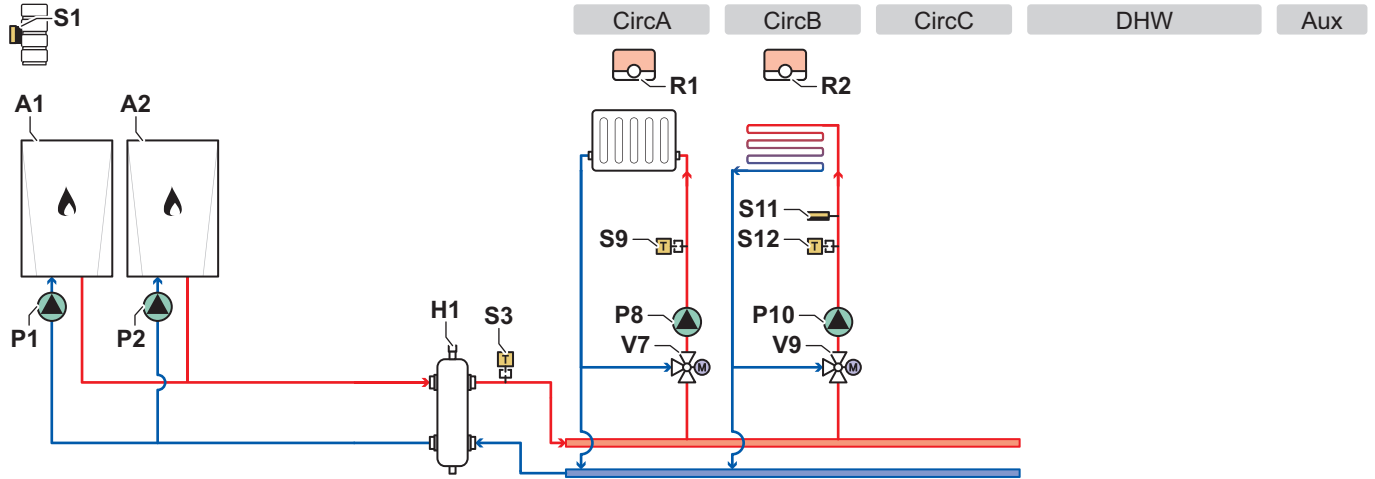 S1
CircA CircB CircC DHW Aux
R1 R2
A1 A2
S11
S9 T S12 T
H1 S3 P8 P10
P1 P2 T V7 V9
M M